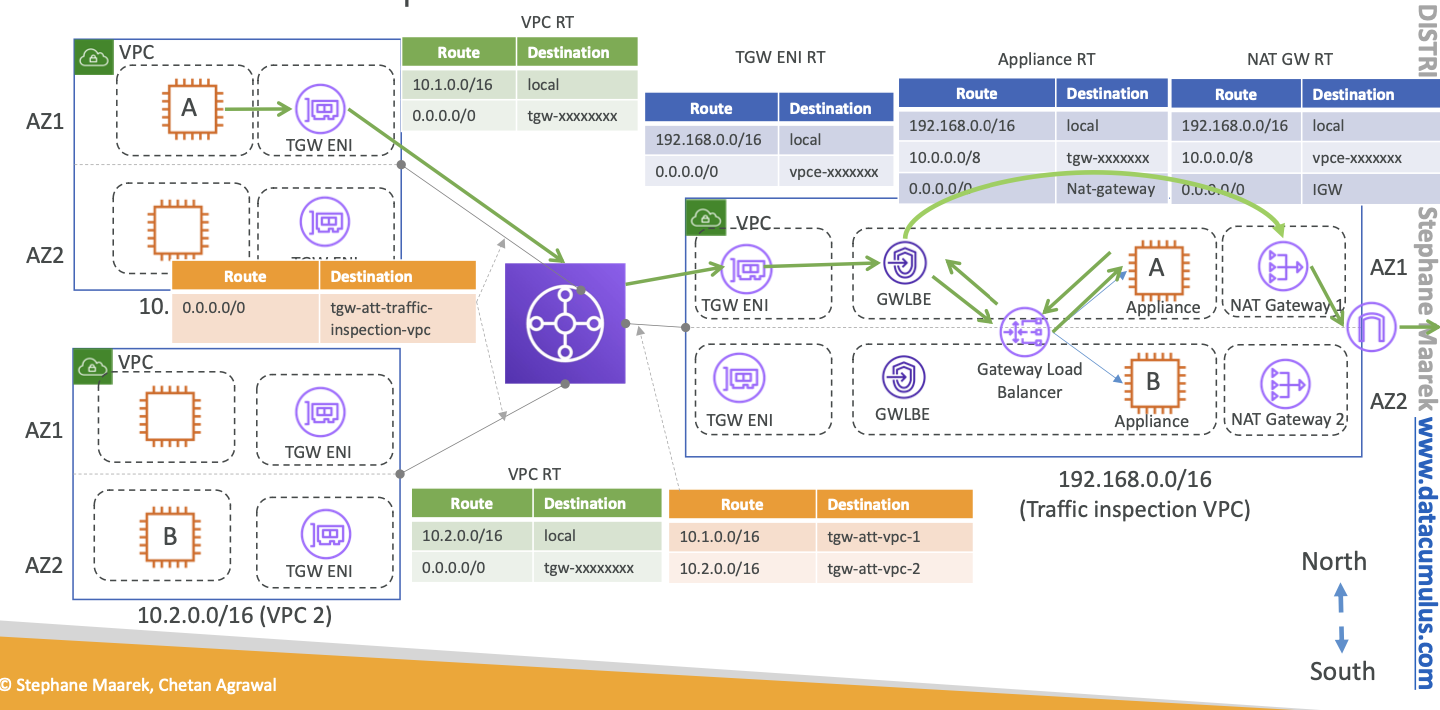 VPC RT
VPC
Route Destination
10.1.0.0/16 local
0.0.0.0/0 tgw-xxxxxxxx
AZ1
A
TGW ENI
AZ2
Route Destination
0.0.0.0/0 tgw-att-traffic-
inspection-vpc
10.
TGW ENI RT
Route Destination
192.168.0.0/16 local
0.0.0.0/0 vpce-xxxxxxx
Appliance RT
Route Destination
192.168.0.0/16 local
10.0.0.0/8 tgw-xxxxxxx
0.0.0.0/0 Nat-gateway
NAT GW RT
Route Destination
192.168.0.0/16 local
10.0.0.0/8 vpce-xxxxxxx
0.0.0.0/0 IGW
VPC
TGW ENI
GWLBE
A
Appliance
NAT Gateway 1
AZ1
Gateway Load
Balancer
TGW ENI
GWLBE
B
Appliance
NAT Gateway 2
AZ2
192.168.0.0/16
(Traffic inspection VPC)
VPC
AZ1
TGW ENI
AZ2
B
TGW ENI
10.2.0.0/16 (VPC 2)
VPC RT
Route Destination
10.2.0.0/16 local
0.0.0.0/0 tgw-xxxxxxxx
Route Destination
10.1.0.0/16 tgw-att-vpc-1
10.2.0.0/16 tgw-att-vpc-2
North
South
© Stephane Maarek, Chetan Agrawal
Stephane Maarek www.datacumulus.com